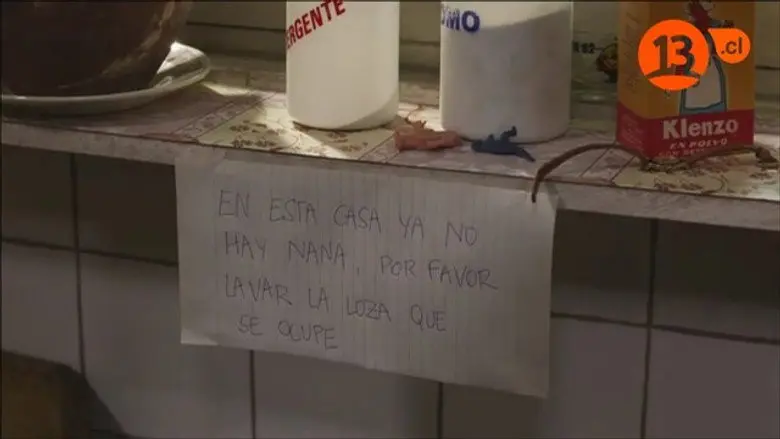 ERGENTE
OMO
13 .cl
Klenzo
EN POLVO
EN ESTA CASA YA NO
HAY NANA, POR FAVOR
LAVAR LA LOZA QUE
SE OCUPE